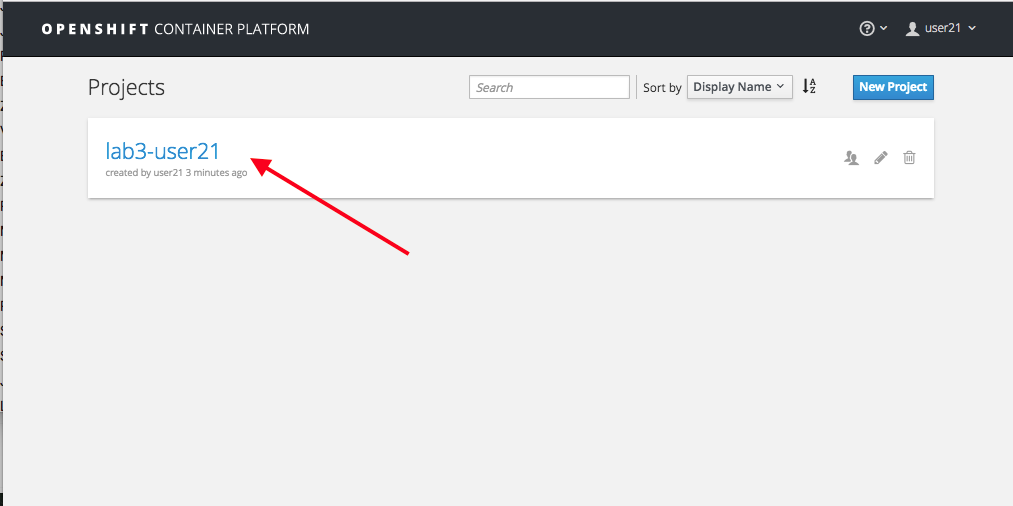 OPENSHIFT CONTAINER PLATFORM
user21
Projects
Search
Sort by
Display Name
A
Z
New Project
lab3-user21
created by user21 3 minutes ago